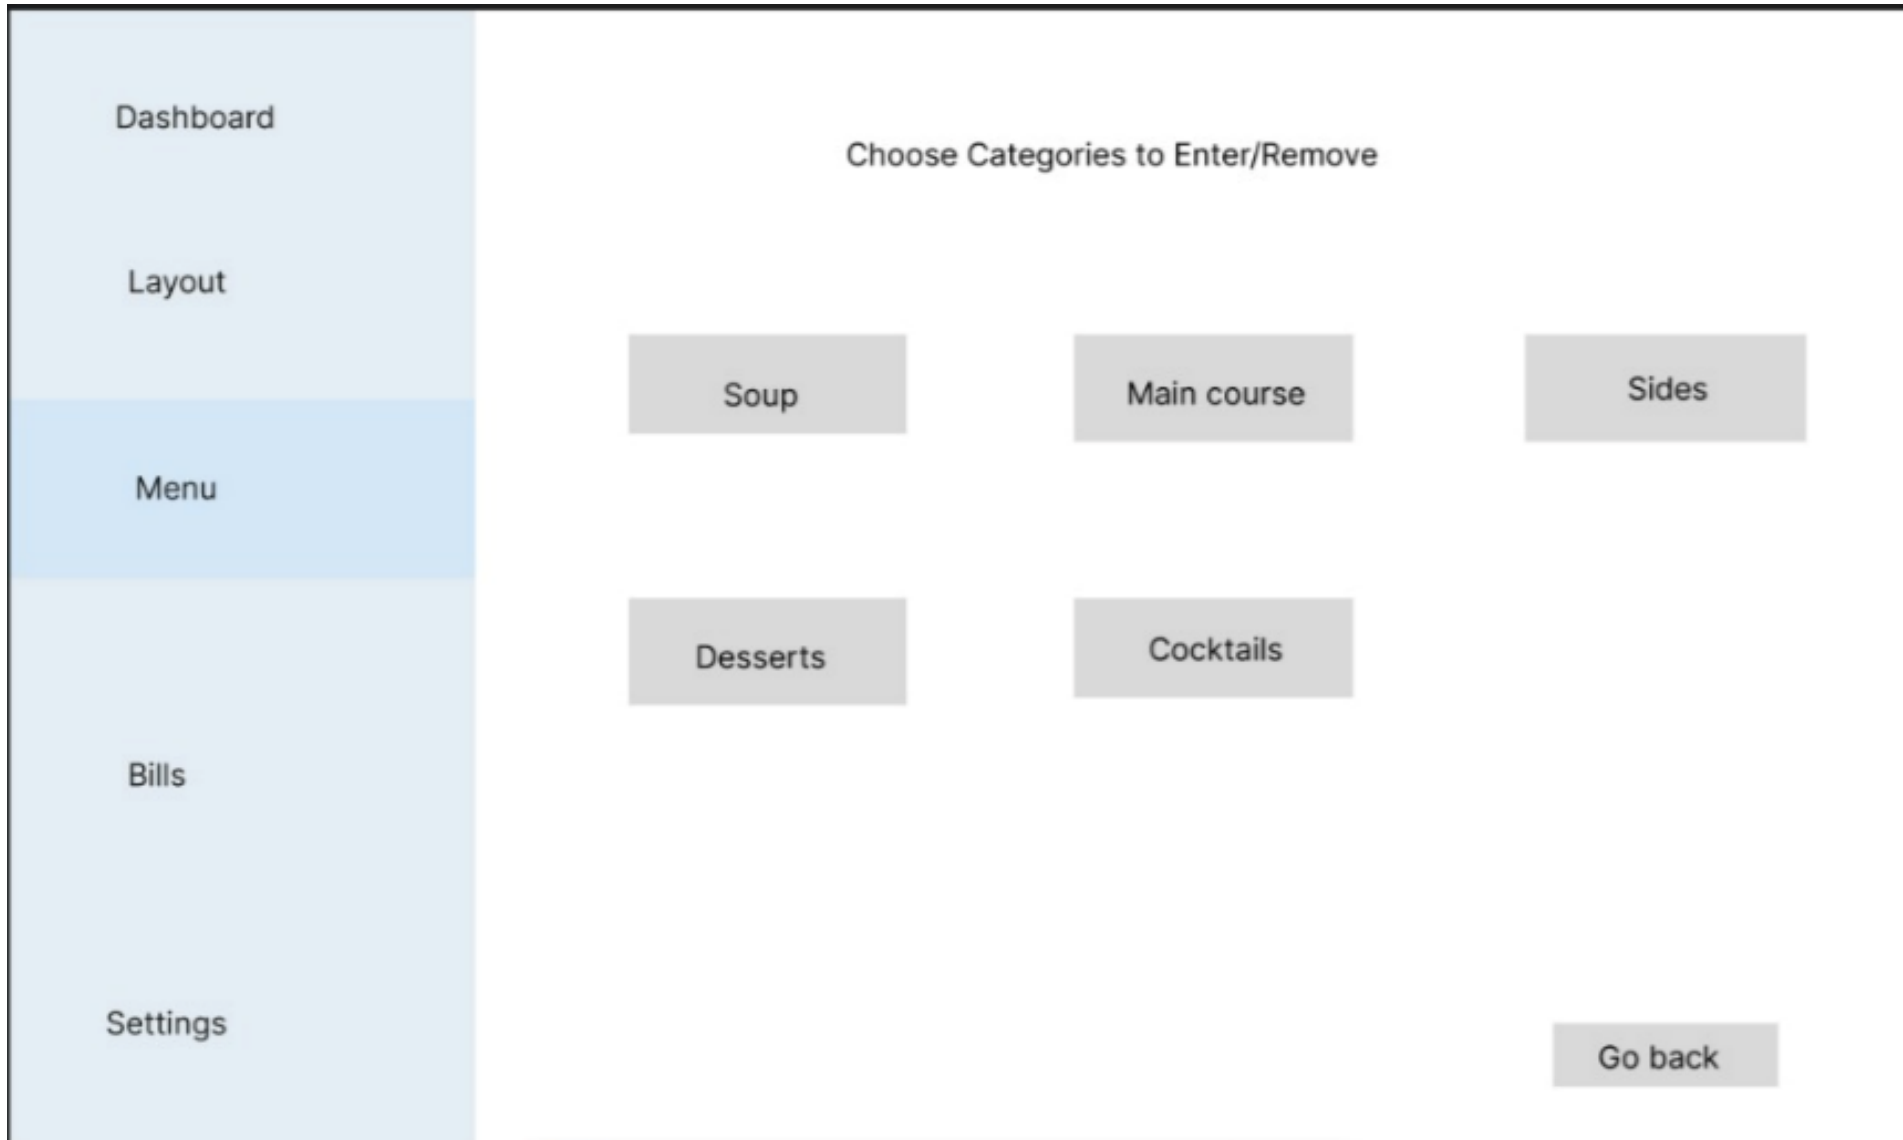 Dashboard
Layout
Menu
Bills
Settings
Choose Categories to Enter/Remove
Soup
Main course
Sides
Desserts
Cocktails
Go back